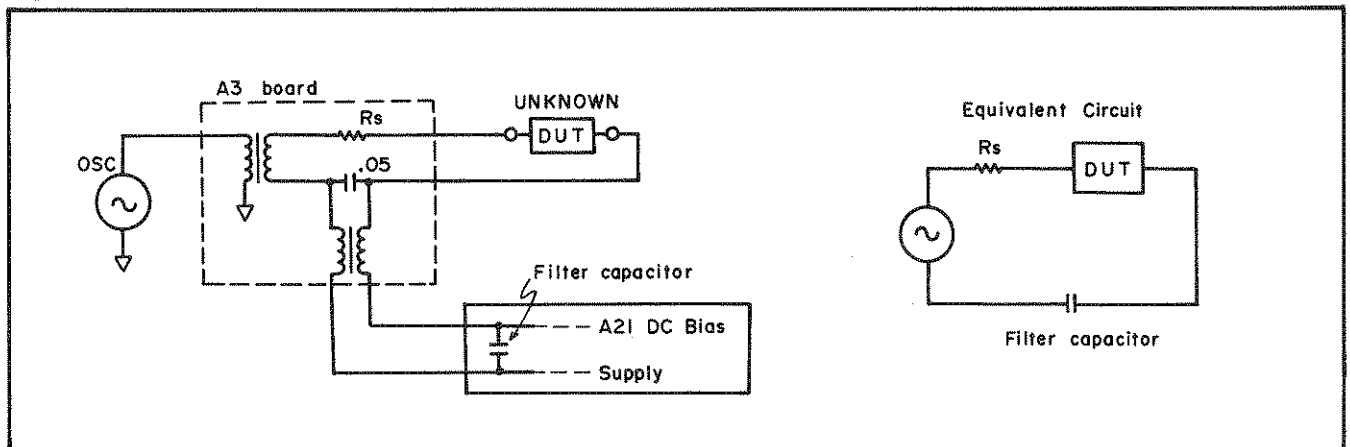 A3 board
Rs
UNKNOWN
DUT
OSC
.05
Filter capacitor
A21 DC Bias
Supply
Equivalent Circuit
Rs
DUT
Filter capacitor